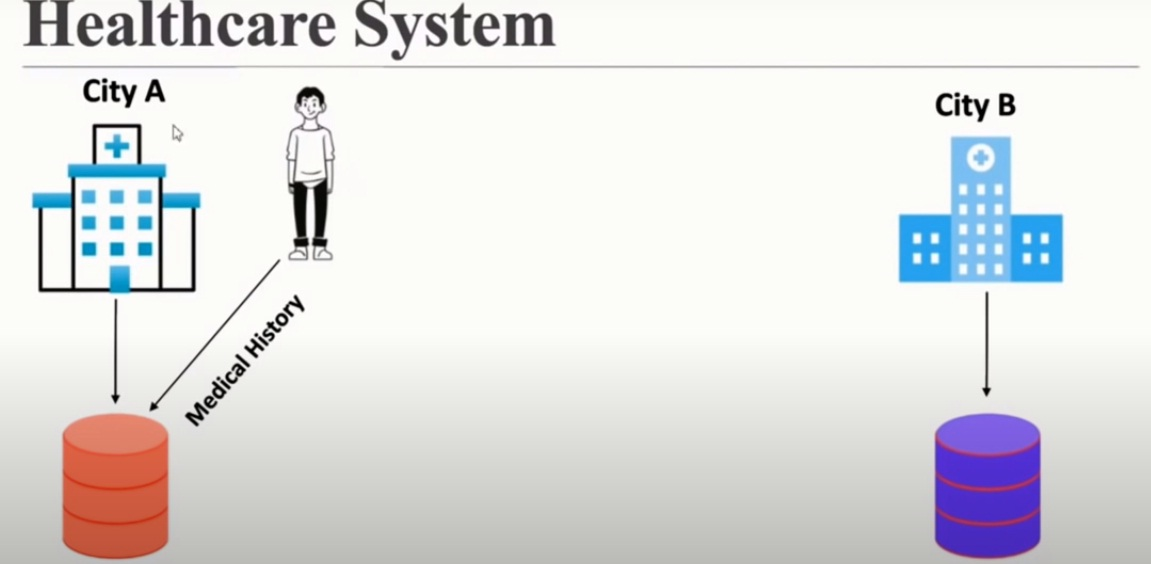 Healthcare System
City A
City B
Medical History